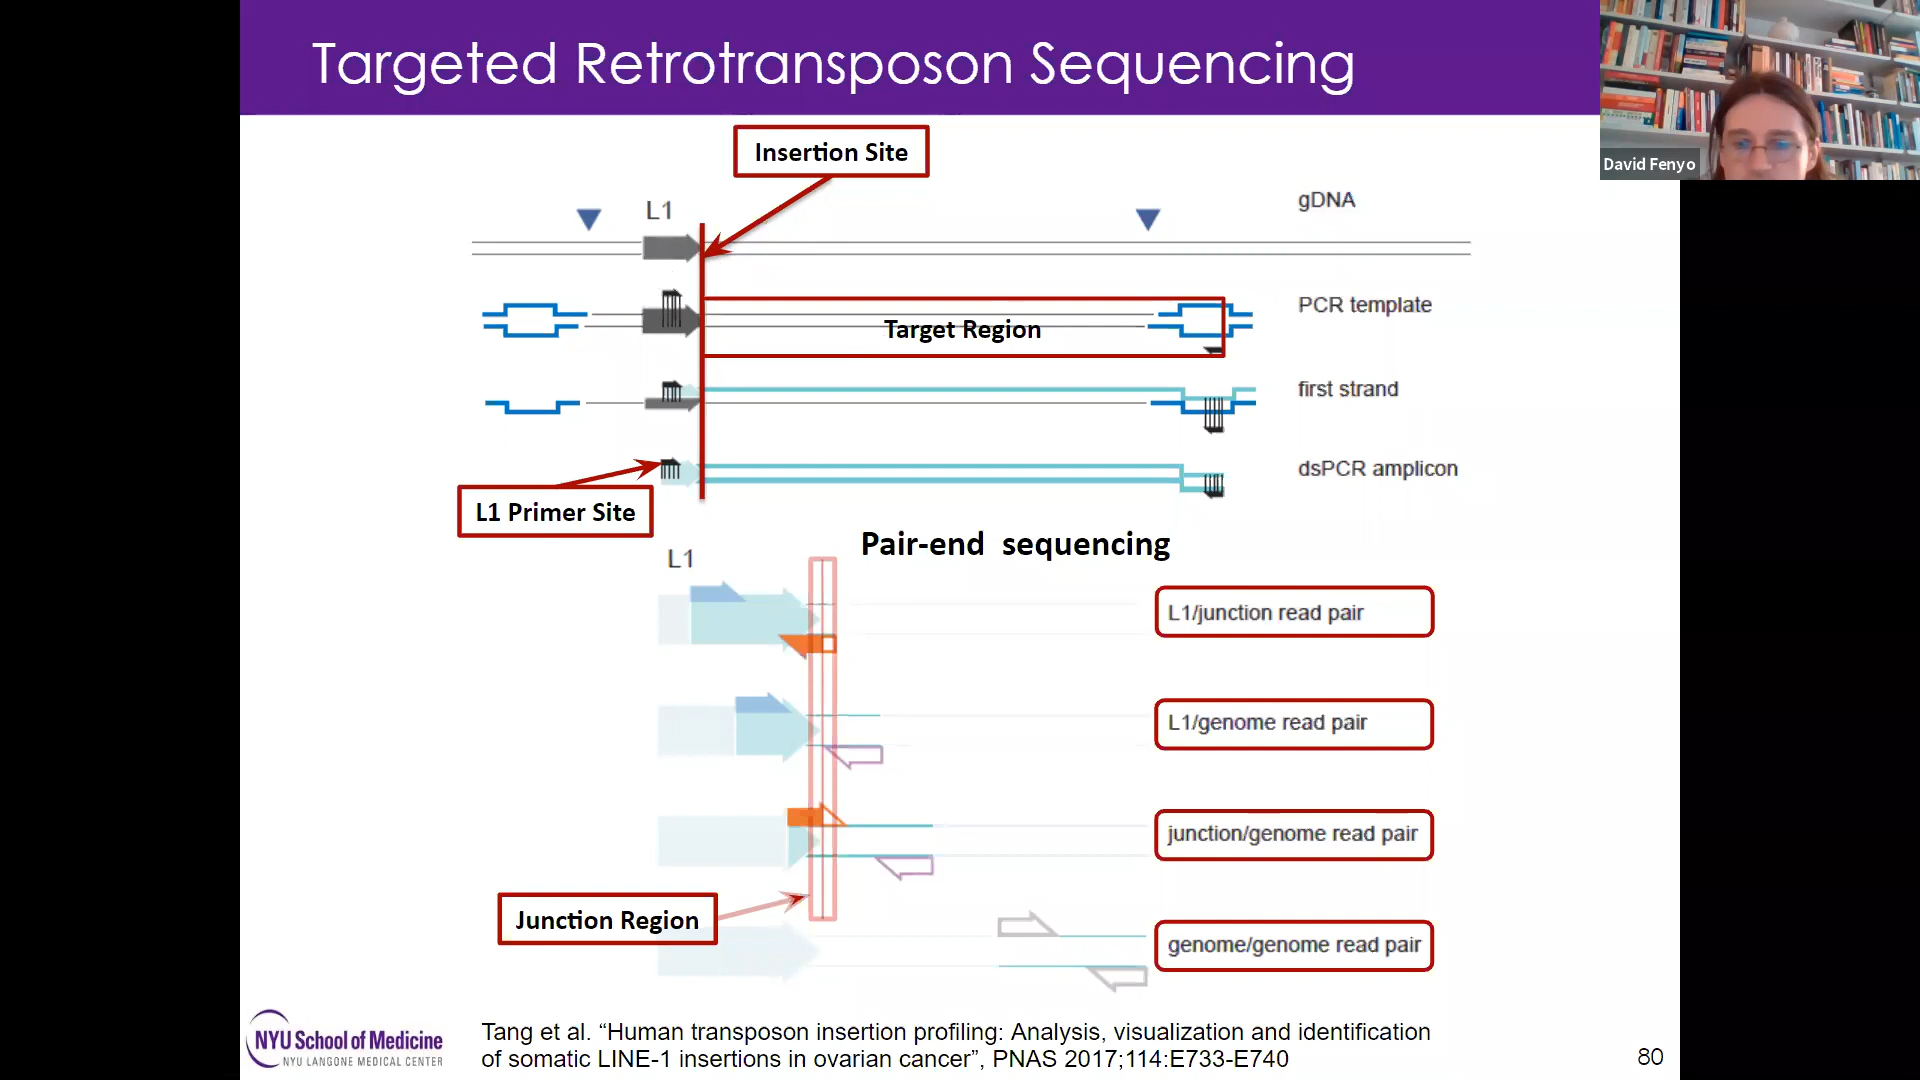 Targeted Retrotransposon Sequencing
David Fenyo
Insertion Site
L1
gDNA
PCR template
Target Region
first strand
dsPCR amplicon
L1 Primer Site
Pair-end sequencing
L1
L1/junction read pair
L1/genome read pair
junction/genome read pair
Junction Region
genome/genome read pair
NYU School of Medicine
NYU LANGONE MEDICAL CENTER
Tang et al. “Human transposon insertion profiling: Analysis, visualization and identification
of somatic LINE-1 insertions in ovarian cancer”, PNAS 2017;114:E733-E740
80